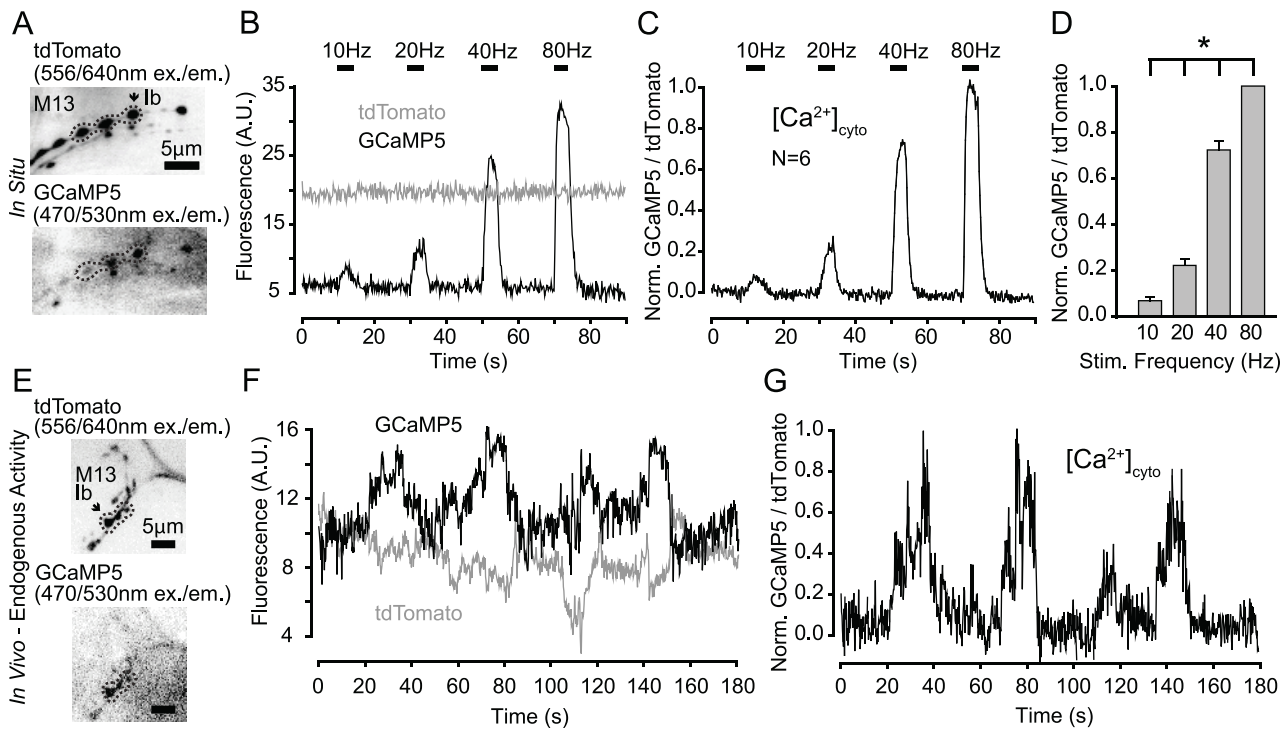 A
tdTomato
(556/640nm ex./em.)
M13
Ib
5µm
In Situ
GCaMP5
(470/530nm ex./em.)
B
10Hz 20Hz 40Hz 80Hz
35
25
15
5
Fluorescence (A.U.)
tdTomato
GCaMP5
0 20 40 60 80
Time (s)
C
10Hz 20Hz 40Hz 80Hz
1.0
0.8
0.6
0.4
0.2
0.0
Norm. GCaMP5 / tdTomato
[Ca²⁺]cyto
N=6
0 20 40 60 80
Time (s)
D
*
1.0
0.8
0.6
0.4
0.2
0.0
Norm. GCaMP5 / tdTomato
10 20 40 80
Stim. Frequency (Hz)
E
tdTomato
(556/640nm ex./em.)
M13
Ib
5µm
In Vivo - Endogenous Activity
GCaMP5
(470/530nm ex./em.)
F
GCaMP5
16
12
8
4
Fluorescence (A.U.)
tdTomato
0 20 40 60 80 100 120 140 160 180
Time (s)
G
1.0
0.8
0.6
0.4
0.2
0.0
Norm. GCaMP5 / tdTomato
[Ca²⁺]cyto
0 20 40 60 80 100 120 140 160 180
Time (s)